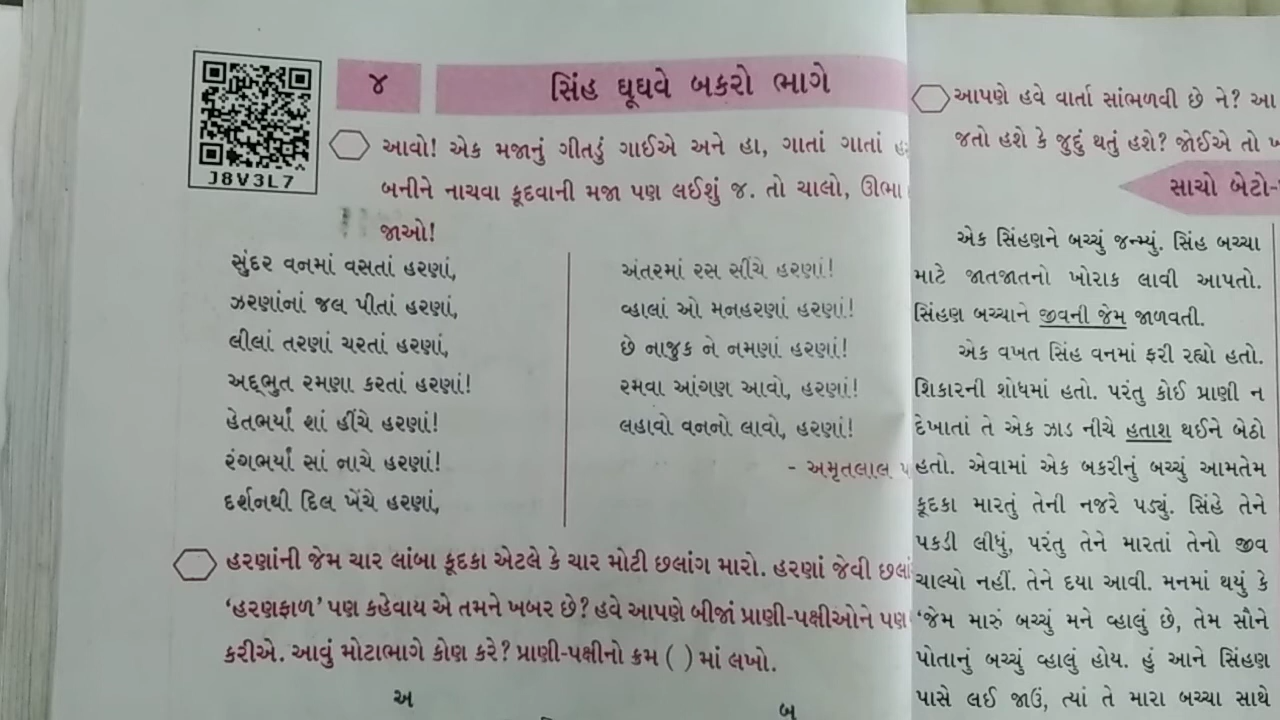 J8V3L7
૪
સિંહ ઘૂઘવે બકરો ભાગે
આવો! એક મજાનું ગીતડું ગાઈએ અને હા, ગાતાં ગાતાં
બનીને નાચવા કૂદવાની મજા પણ લઈશું જ. તો ચાલો, ઊભા
જાઓ!
સુંદર વનમાં વસતાં હરણાં,
ઝરણાંનાં જલ પીતાં હરણાં,
લીલાં તરણાં ચરતાં હરણાં,
અદ્ભુત રમણા કરતાં હરણાં!
હેતભર્યાં શાં હીંચે હરણાં!
રંગભર્યાં સાં નાચે હરણાં!
દર્શનથી દિલ ખેંચે હરણાં,
અંતરમાં રસ સીંચે હરણાં!
વ્હાલાં ઓ મનહરણાં હરણાં!
છે નાજુક ને નમણાં હરણાં!
રમવા આંગણ આવો, હરણાં!
લહાવો વનનો લાવો, હરણાં!
- અમૃતલાલ
હરણાંની જેમ ચાર લાંબા કૂદકા એટલે કે ચાર મોટી છલાંગ મારો. હરણાં જેવી
‘હરણફાળ’ પણ કહેવાય એ તમને ખબર છે? હવે આપણે બીજાં પ્રાણી-પક્ષીઓને પણ
કરીએ. આવું મોટાભાગે કોણ કરે? પ્રાણી-પક્ષીનો ક્રમ ( ) માં લખો.
અ
બ
આપણે હવે વાર્તા સાંભળવી છે ને? આ
જતો હશે કે જુદું થતું હશે? જોઈએ તો
સાચો બેટો-
એક સિંહણને બચ્ચું જન્મ્યું. સિંહ બચ્ચા
માટે જાતજાતનો ખોરાક લાવી આપતો.
સિંહણ બચ્ચાને જીવની જેમ જાળવતી.
એક વખત સિંહ વનમાં ફરી રહ્યો હતો.
શિકારની શોધમાં હતો. પરંતુ કોઈ પ્રાણી ન
દેખાતાં તે એક ઝાડ નીચે હતાશ થઈને બેઠો
હતો. એવામાં એક બકરીનું બચ્ચું આમતેમ
કૂદકા મારતું તેની નજરે પડ્યું. સિંહે તેને
પકડી લીધું, પરંતુ તેને મારતાં તેનો જીવ
ચાલ્યો નહીં. તેને દયા આવી. મનમાં થયું કે
‘જેમ મારું બચ્ચું મને વ્હાલું છે, તેમ સૌને
પોતાનું બચ્ચું વ્હાલું હોય. હું આને સિંહણ
પાસે લઈ જાઉં, ત્યાં તે મારા બચ્ચા સાથે